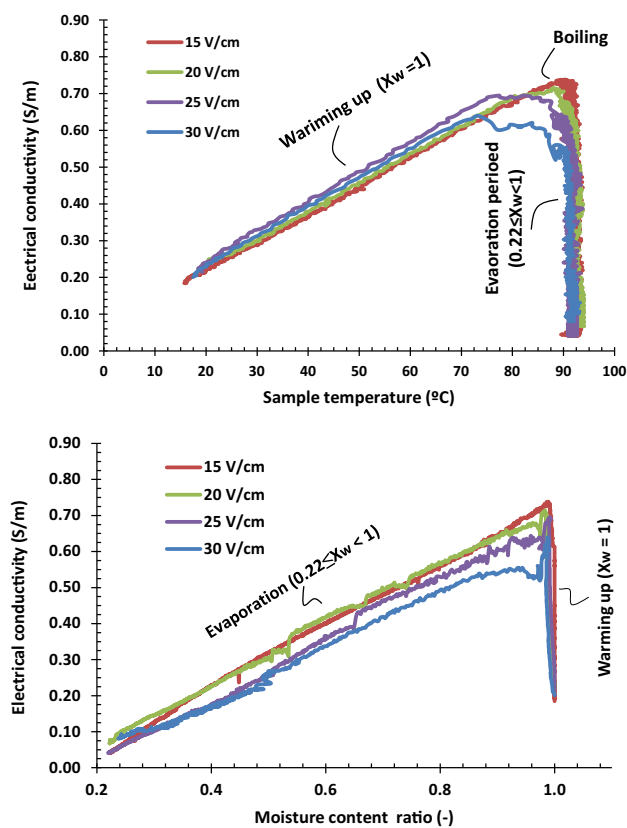 0.90
0.80
0.70
0.60
0.50
0.40
0.30
0.20
0.10
0.00
Eectrical conductivity (S/m)
15 V/cm
20 V/cm
25 V/cm
30 V/cm
Wariming up (Xw =1)
Boiling
Evaoration perioed
(0.22≤Xw<1)
0 10 20 30 40 50 60 70 80 90 100
Sample temperature (ºC)
0.90
0.80
0.70
0.60
0.50
0.40
0.30
0.20
0.10
0.00
Electrical conductivity (S/m)
15 V/cm
20 V/cm
25 V/cm
30 V/cm
Evaporation (0.22≤Xw < 1)
Warming up (Xw = 1)
0.2 0.4 0.6 0.8 1.0
Moisture content ratio (-)